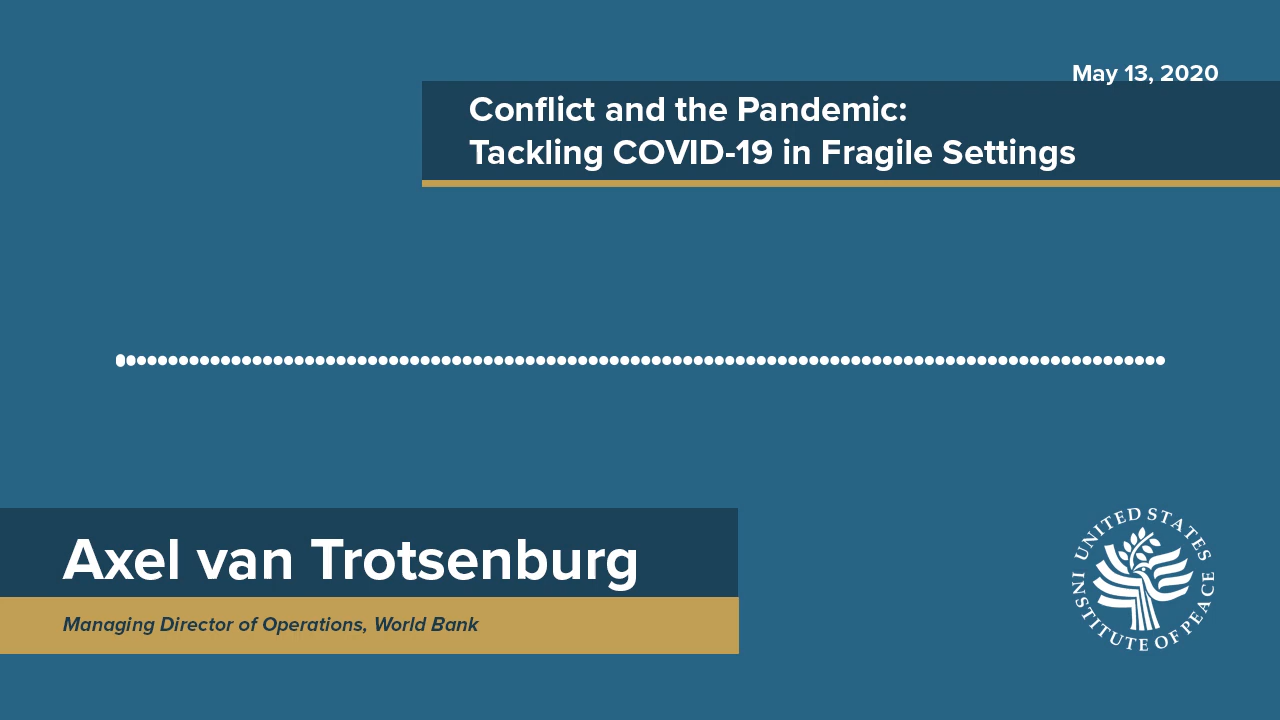 May 13, 2020
Conflict and the Pandemic:
Tackling COVID-19 in Fragile Settings
Axel van Trotsenburg
Managing Director of Operations, World Bank
UNITED STATES
INSTITUTE OF PEACE